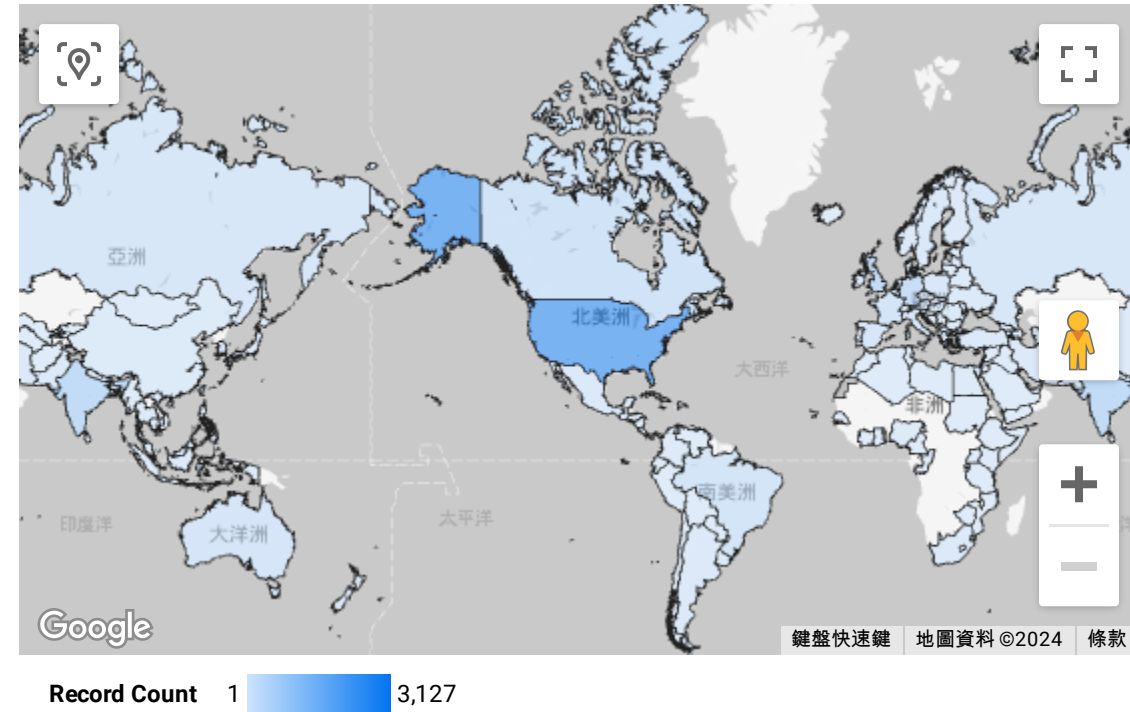 亞洲
北美洲
大西洋
非洲
南美洲
印度洋
大洋洲
太平洋
Google
鍵盤快速鍵
地圖資料 ©2024
條款
Record Count 1 3,127